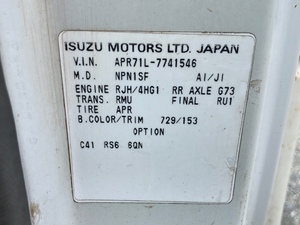 ISUZU MOTORS LTD. JAPAN
V.I.N. APR71L-7741546
M.D. NPN1SF AI/JI
ENGINE RJH/4HG1 RR AXLE G73
TRANS. RMU FINAL RU1
TIRE APR
B.COLOR/TRIM 729/153
OPTION
C41 RS6 6QN